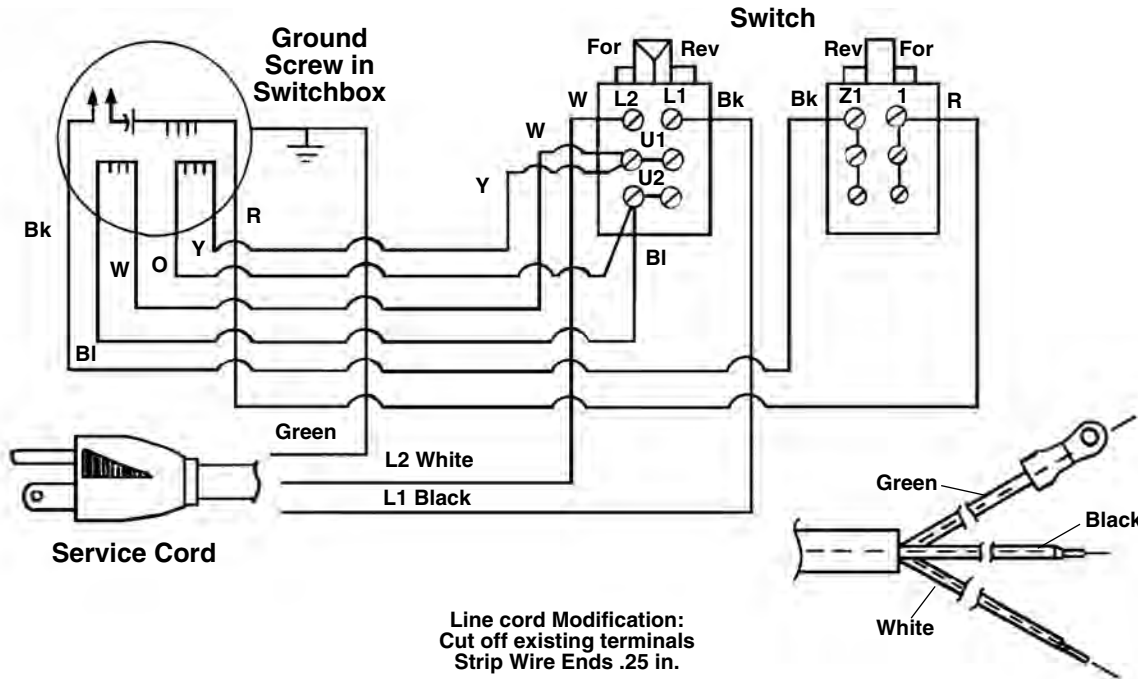 Switch
Ground
Screw in
Switchbox
For
Rev
Rev
For
W
L2
L1
Bk
Bk
Z1
1
R
W
U1
Y
U2
Bk
R
Y
W
O
Bl
Bl
Green
L2 White
L1 Black
Service Cord
Green
Black
White
Line cord Modification:
Cut off existing terminals
Strip Wire Ends .25 in.